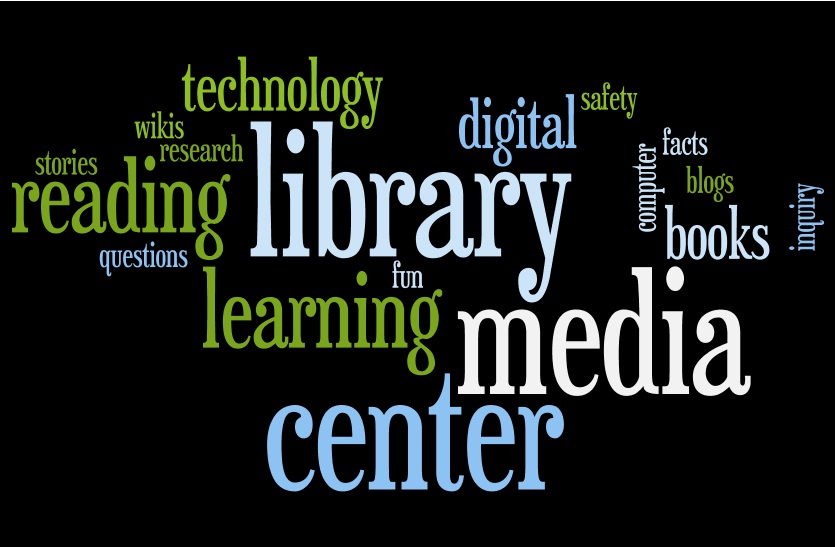 technology
digital
safety
wikis
research
library
facts
computer
stories
reading
blogs
books
inquiry
questions
fun
learning
media
center